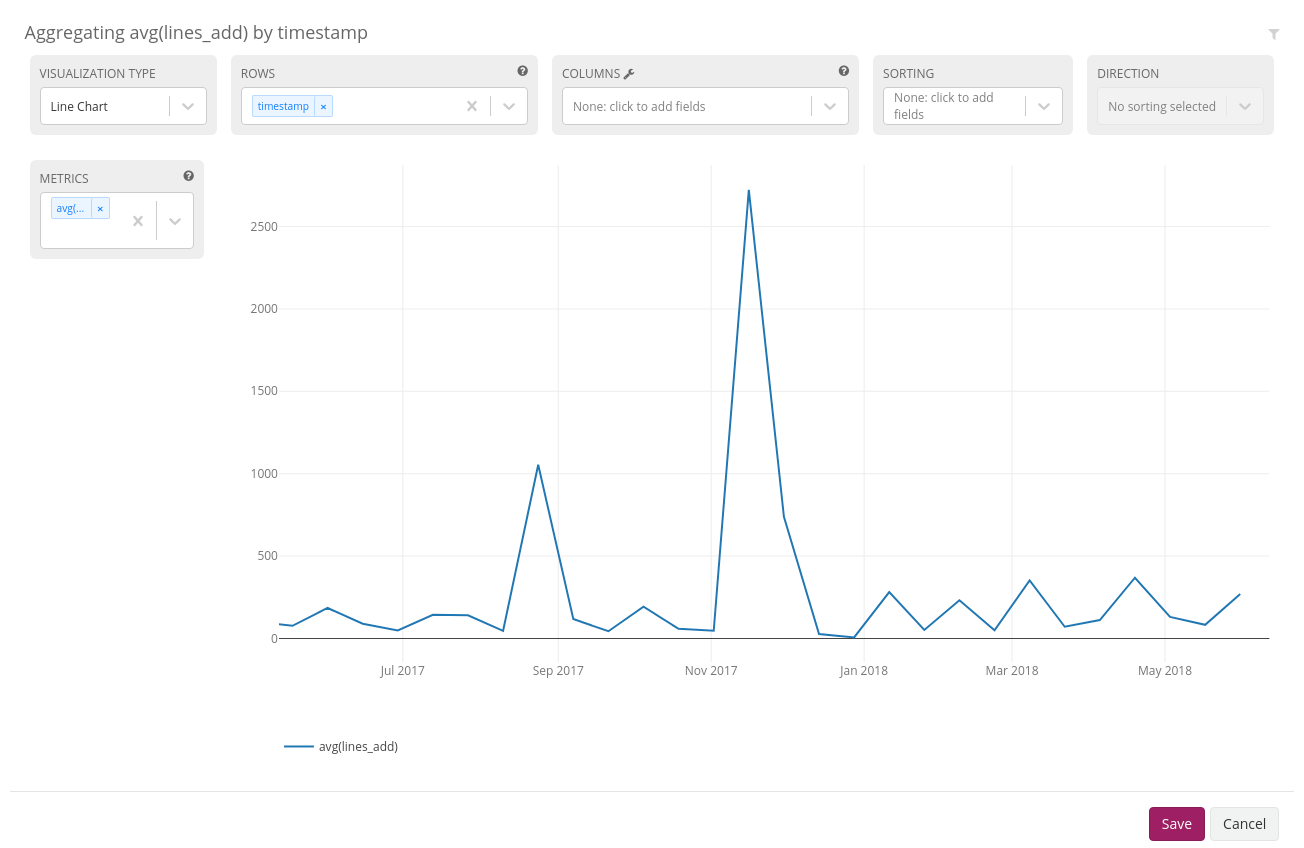 Aggregating avg(lines_add) by timestamp
VISUALIZATION TYPE
Line Chart
ROWS
timestamp ×
COLUMNS
None: click to add fields
SORTING
None: click to add
fields
DIRECTION
No sorting selected
METRICS
avg(... ×
2500
2000
1500
1000
500
0
Jul 2017
Sep 2017
Nov 2017
Jan 2018
Mar 2018
May 2018
avg(lines_add)
Save
Cancel